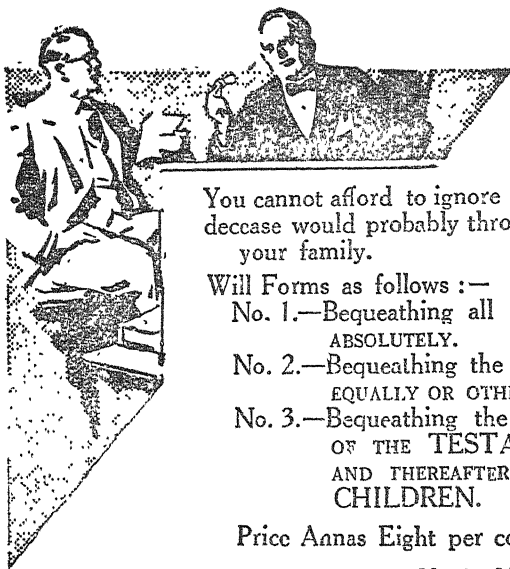 You cannot afford to ignore
decease would probably thro
your family.
Will Forms as follows :—
No. 1.—Bequeathing all
ABSOLUTELY.
No. 2.—Bequeathing the
EQUALLY OR OTHE
No. 3.—Bequeathing the
OF THE TESTA
AND THEREAFTER
CHILDREN.
Price Annas Eight per co